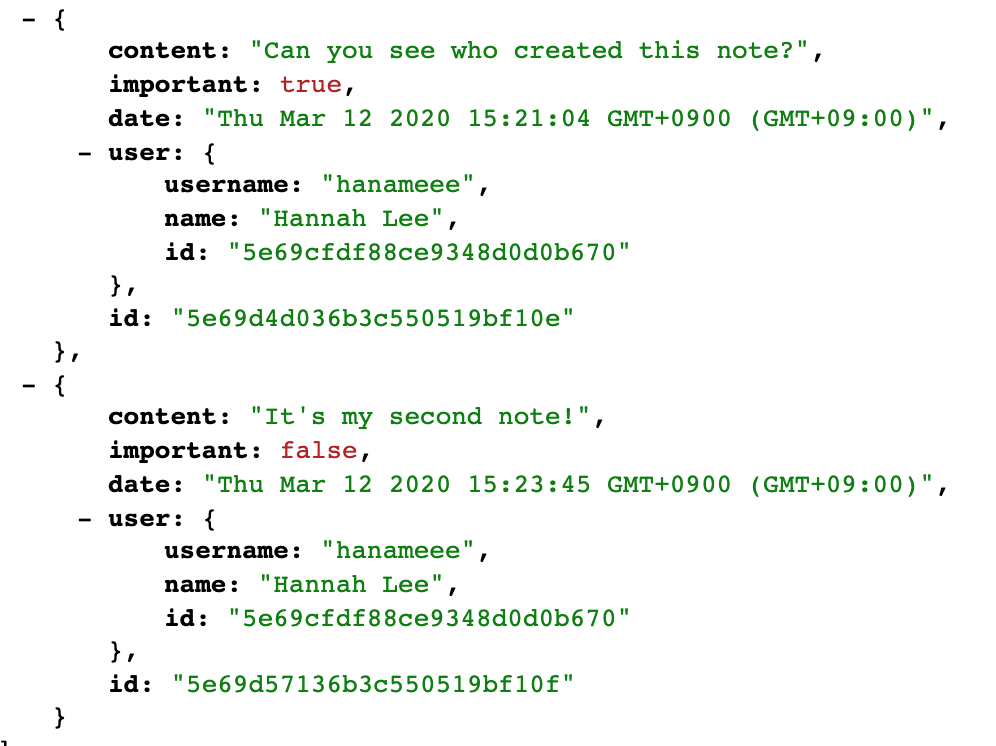 - {
content: "Can you see who created this note?",
important: true,
date: "Thu Mar 12 2020 15:21:04 GMT+0900 (GMT+09:00)",
- user: {
username: "hanameee",
name: "Hannah Lee",
id: "5e69cfdf88ce9348d0d0b670"
},
id: "5e69d4d036b3c550519bf10e"
},
- {
content: "It's my second note!",
important: false,
date: "Thu Mar 12 2020 15:23:45 GMT+0900 (GMT+09:00)",
- user: {
username: "hanameee",
name: "Hannah Lee",
id: "5e69cfdf88ce9348d0d0b670"
},
id: "5e69d57136b3c550519bf10f"
}